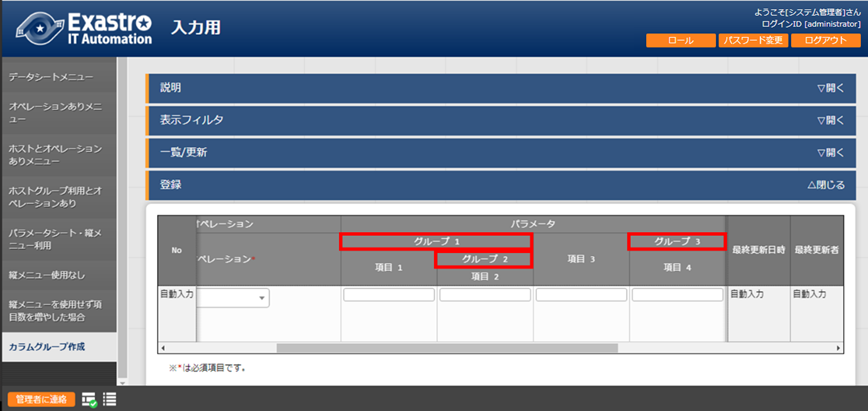 Exastro
IT Automation
入力用
ようこそ[システム管理者]さん
ログインID [administrator]
ロール
パスワード変更
ログアウト
データシートメニュー
オペレーションありメニ
ュー
ホストとオペレーション
ありメニュー
ホストグループ利用とオ
ペレーションあり
パラメータシート・縦メ
ニュー利用
縦メニュー使用なし
縦メニューを使用せず項
目数を増やした場合
カラムグループ作成
説明
▽開く
表示フィルタ
▽開く
一覧/更新
▽開く
登録
△閉じる
No
オペレーション
パラメータ
ペレーション*
グループ 1
グループ 3
項目 1
グループ 2
項目 2
項目 3
項目 4
最終更新日時
最終更新者
自動入力
自動入力
自動入力
※*は必須項目です。
管理者に連絡